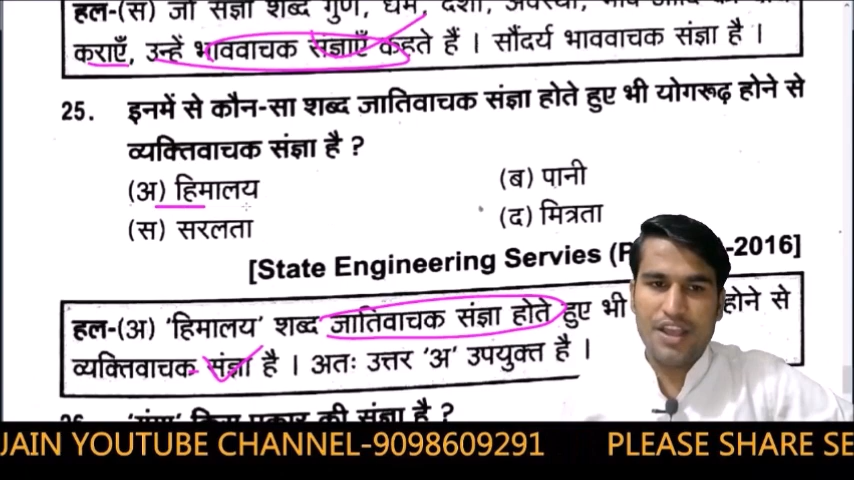 हल-(स) जो संज्ञा शब्द गुण, धर्म, दशा, अवस्था,
कराएँ, उन्हें भाववाचक संज्ञाएँ कहते हैं । सौंदर्य भाववाचक संज्ञा है ।
25. इनमें से कौन-सा शब्द जातिवाचक संज्ञा होते हुए भी योगरूढ़ होने से
व्यक्तिवाचक संज्ञा है ?
(अ) हिमालय (ब) पानी
(स) सरलता (द) मित्रता
[State Engineering Servies -2016]
हल-(अ) 'हिमालय' शब्द जातिवाचक संज्ञा होते हुए भी होने से
व्यक्तिवाचक संज्ञा है । अतः उत्तर 'अ' उपयुक्त है ।
26. किस प्रकार की संज्ञा है ?
JAIN YOUTUBE CHANNEL-9098609291 PLEASE SHARE SE